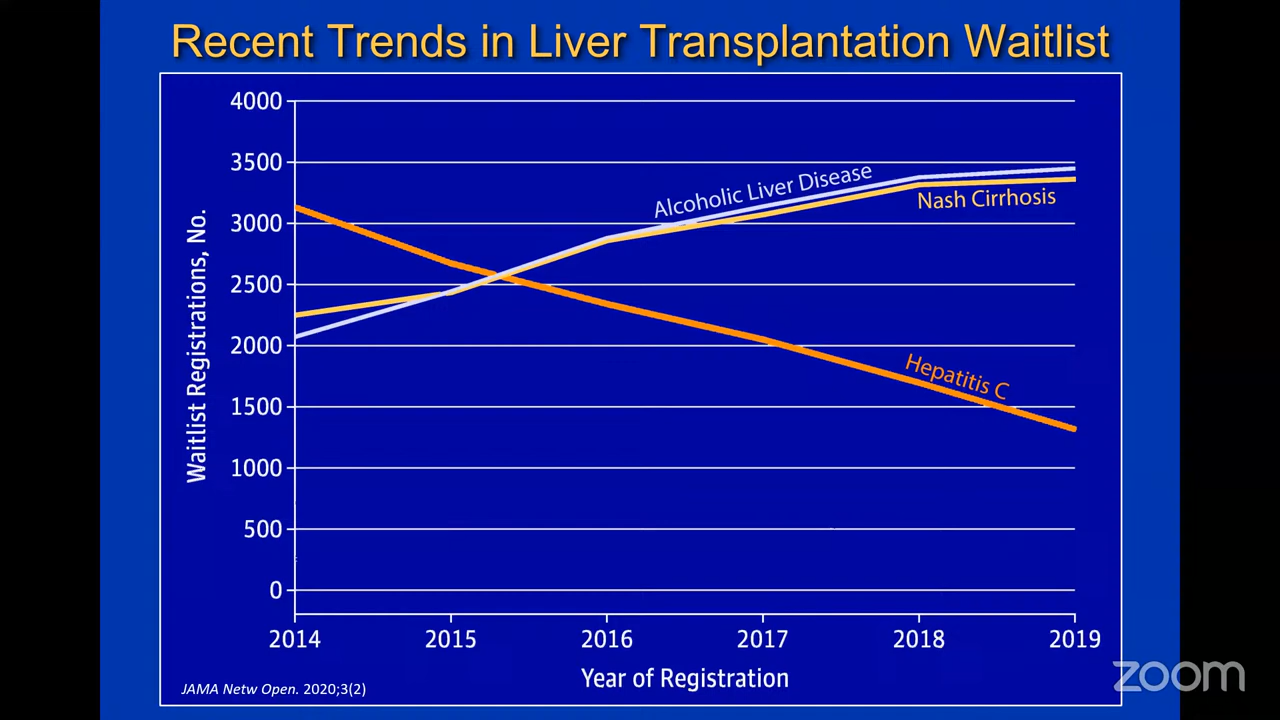 Recent Trends in Liver Transplantation Waitlist
4000
3500
3000
2500
2000
1500
1000
500
0
Waitlist Registrations, No.
Alcoholic Liver Disease
Nash Cirrhosis
Hepatitis C
2014 2015 2016 2017 2018 2019
Year of Registration
JAMA Netw Open. 2020;3(2)
zoom